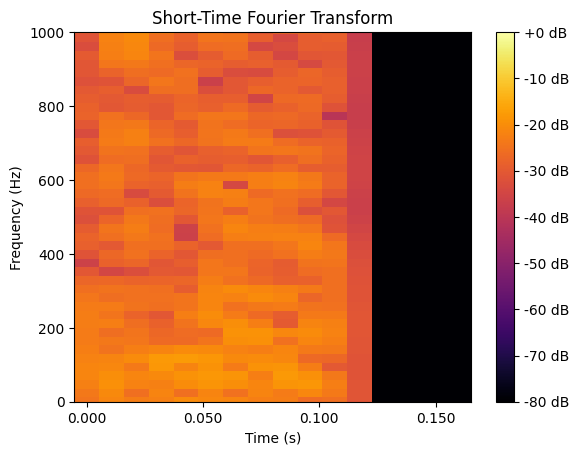 Short-Time Fourier Transform
1000
800
600
400
200
0
Frequency (Hz)
0.000
0.050
0.100
0.150
Time (s)
+0 dB
-10 dB
-20 dB
-30 dB
-40 dB
-50 dB
-60 dB
-70 dB
-80 dB